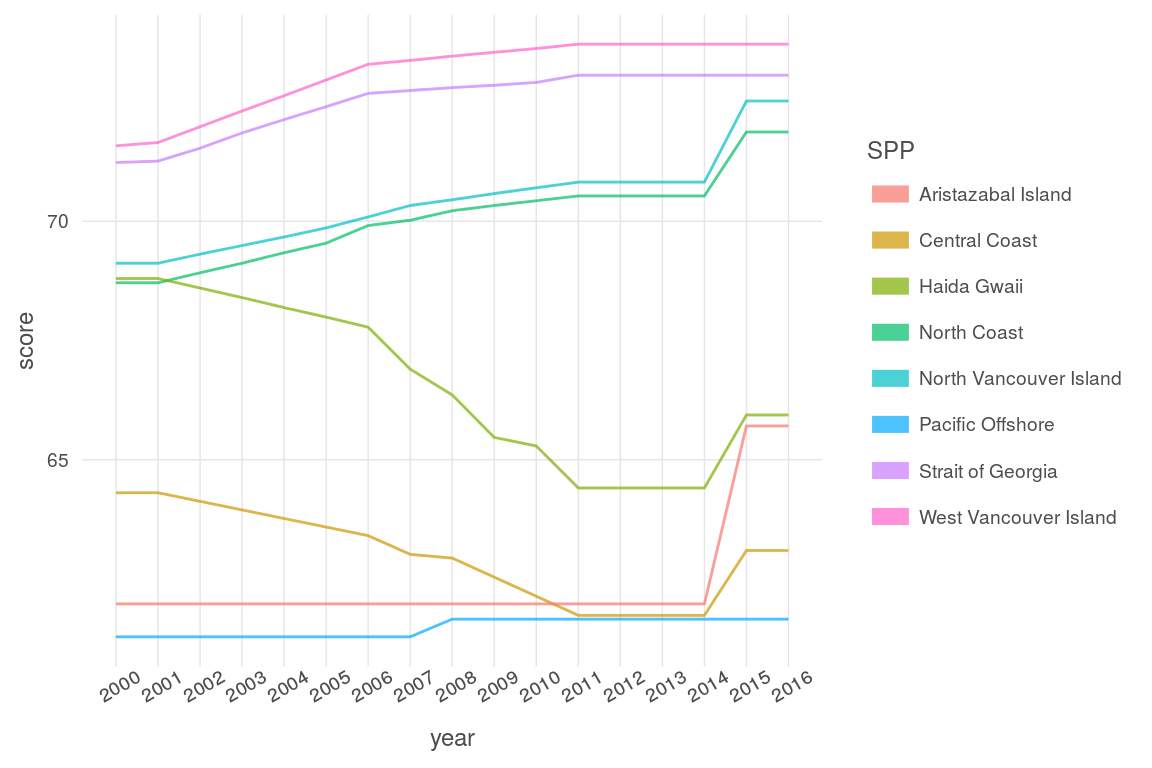 70
65
score
2000 2001 2002 2003 2004 2005 2006 2007 2008 2009 2010 2011 2012 2013 2014 2015 2016
year
SPP
Aristazabal Island
Central Coast
Haida Gwaii
North Coast
North Vancouver Island
Pacific Offshore
Strait of Georgia
West Vancouver Island